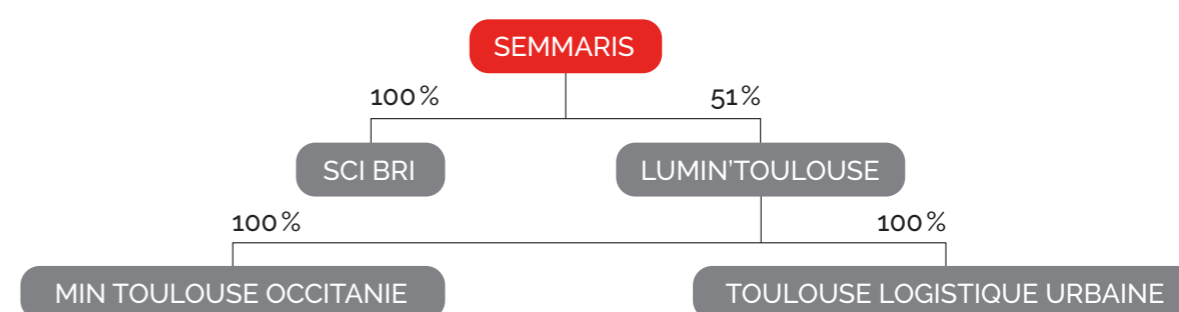 SEMMARIS
100%
51%
SCI BRI
LUMIN’TOULOUSE
100%
100%
MIN TOULOUSE OCCITANIE
TOULOUSE LOGISTIQUE URBAINE